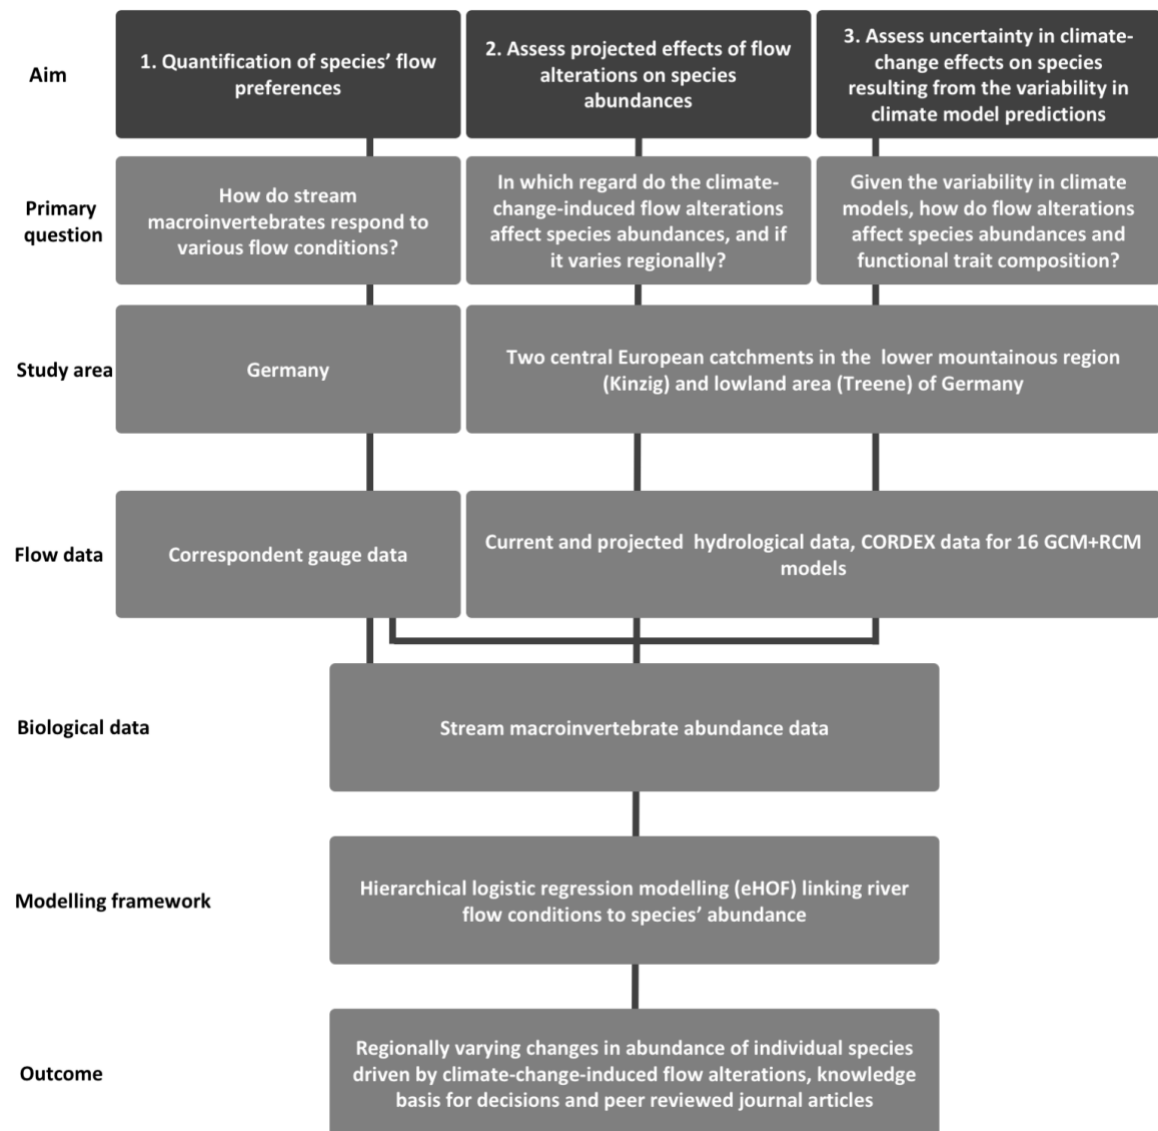 Aim
1. Quantification of species’ flow
preferences
2. Assess projected effects of flow
alterations on species
abundances
3. Assess uncertainty in climate-
change effects on species
resulting from the variability in
climate model predictions
Primary
question
How do stream
macroinvertebrates respond to
various flow conditions?
In which regard do the climate-
change-induced flow alterations
affect species abundances, and if
it varies regionally?
Given the variability in climate
models, how do flow alterations
affect species abundances and
functional trait composition?
Study area
Germany
Two central European catchments in the lower mountainous region
(Kinzig) and lowland area (Treene) of Germany
Flow data
Correspondent gauge data
Current and projected hydrological data, CORDEX data for 16 GCM+RCM
models
Biological data
Stream macroinvertebrate abundance data
Modelling framework
Hierarchical logistic regression modelling (eHOF) linking river
flow conditions to species’ abundance
Outcome
Regionally varying changes in abundance of individual species
driven by climate-change-induced flow alterations, knowledge
basis for decisions and peer reviewed journal articles